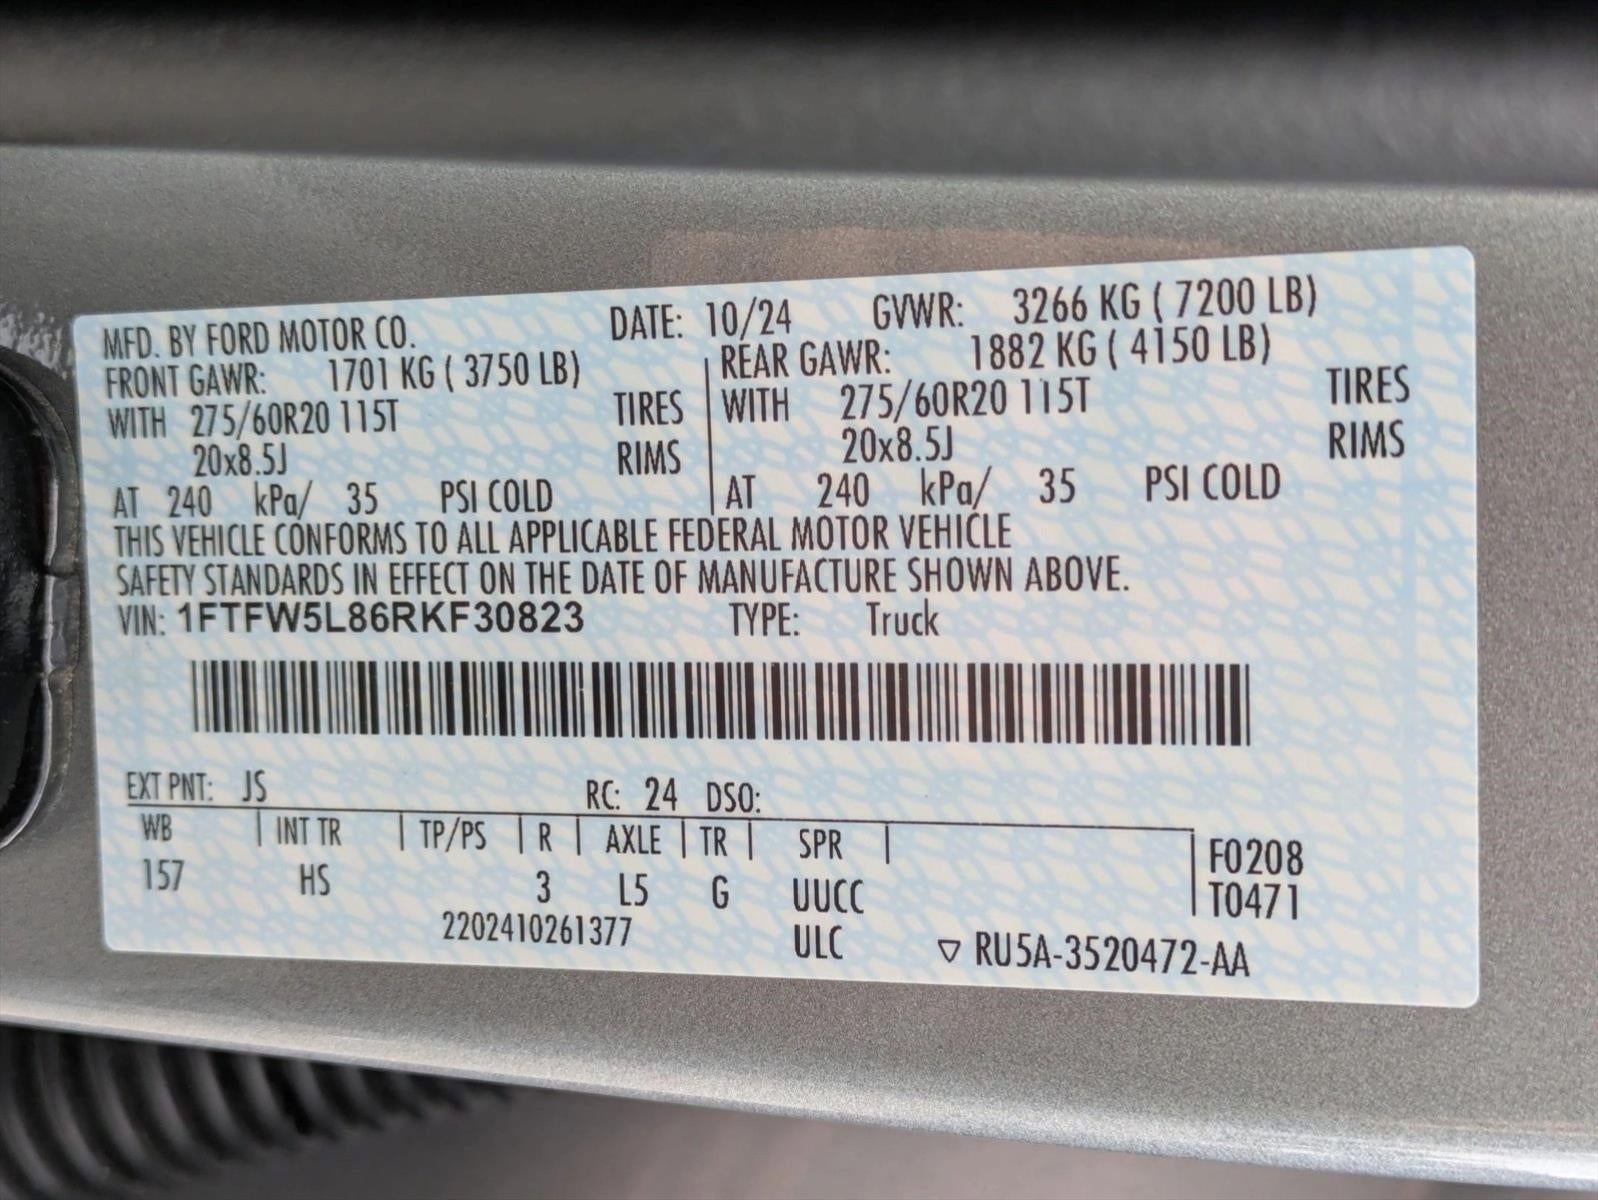 MFD. BY FORD MOTOR CO. DATE: 10/24 GVWR: 3266 KG ( 7200 LB)
FRONT GAWR: 1701 KG ( 3750 LB) REAR GAWR: 1882 KG ( 4150 LB)
WITH 275/60R20 115T TIRES WITH 275/60R20 115T TIRES
20x8.5J RIMS 20x8.5J RIMS
AT 240 kPa/ 35 PSI COLD AT 240 kPa/ 35 PSI COLD
THIS VEHICLE CONFORMS TO ALL APPLICABLE FEDERAL MOTOR VEHICLE
SAFETY STANDARDS IN EFFECT ON THE DATE OF MANUFACTURE SHOWN ABOVE.
VIN: 1FTFW5L86RKF30823 TYPE: Truck
EXT PNT: JS RC: 24 DSO:
WB INT TR TP/PS R AXLE TR SPR F0208
157 HS 3 L5 G UUCC T0471
2202410261377 ULC ▽ RU5A-3520472-AA